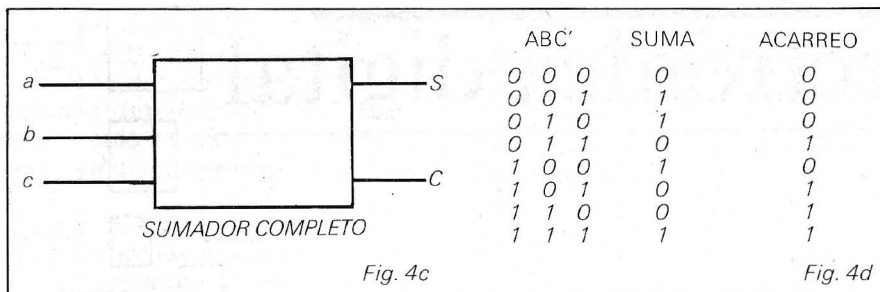 a
b
c
S
C
SUMADOR COMPLETO
Fig. 4c
ABC' SUMA ACARREO
0 0 0 0 0
0 0 1 1 0
0 1 0 1 0
0 1 1 0 1
1 0 0 1 0
1 0 1 0 1
1 1 0 0 1
1 1 1 1 1
Fig. 4d